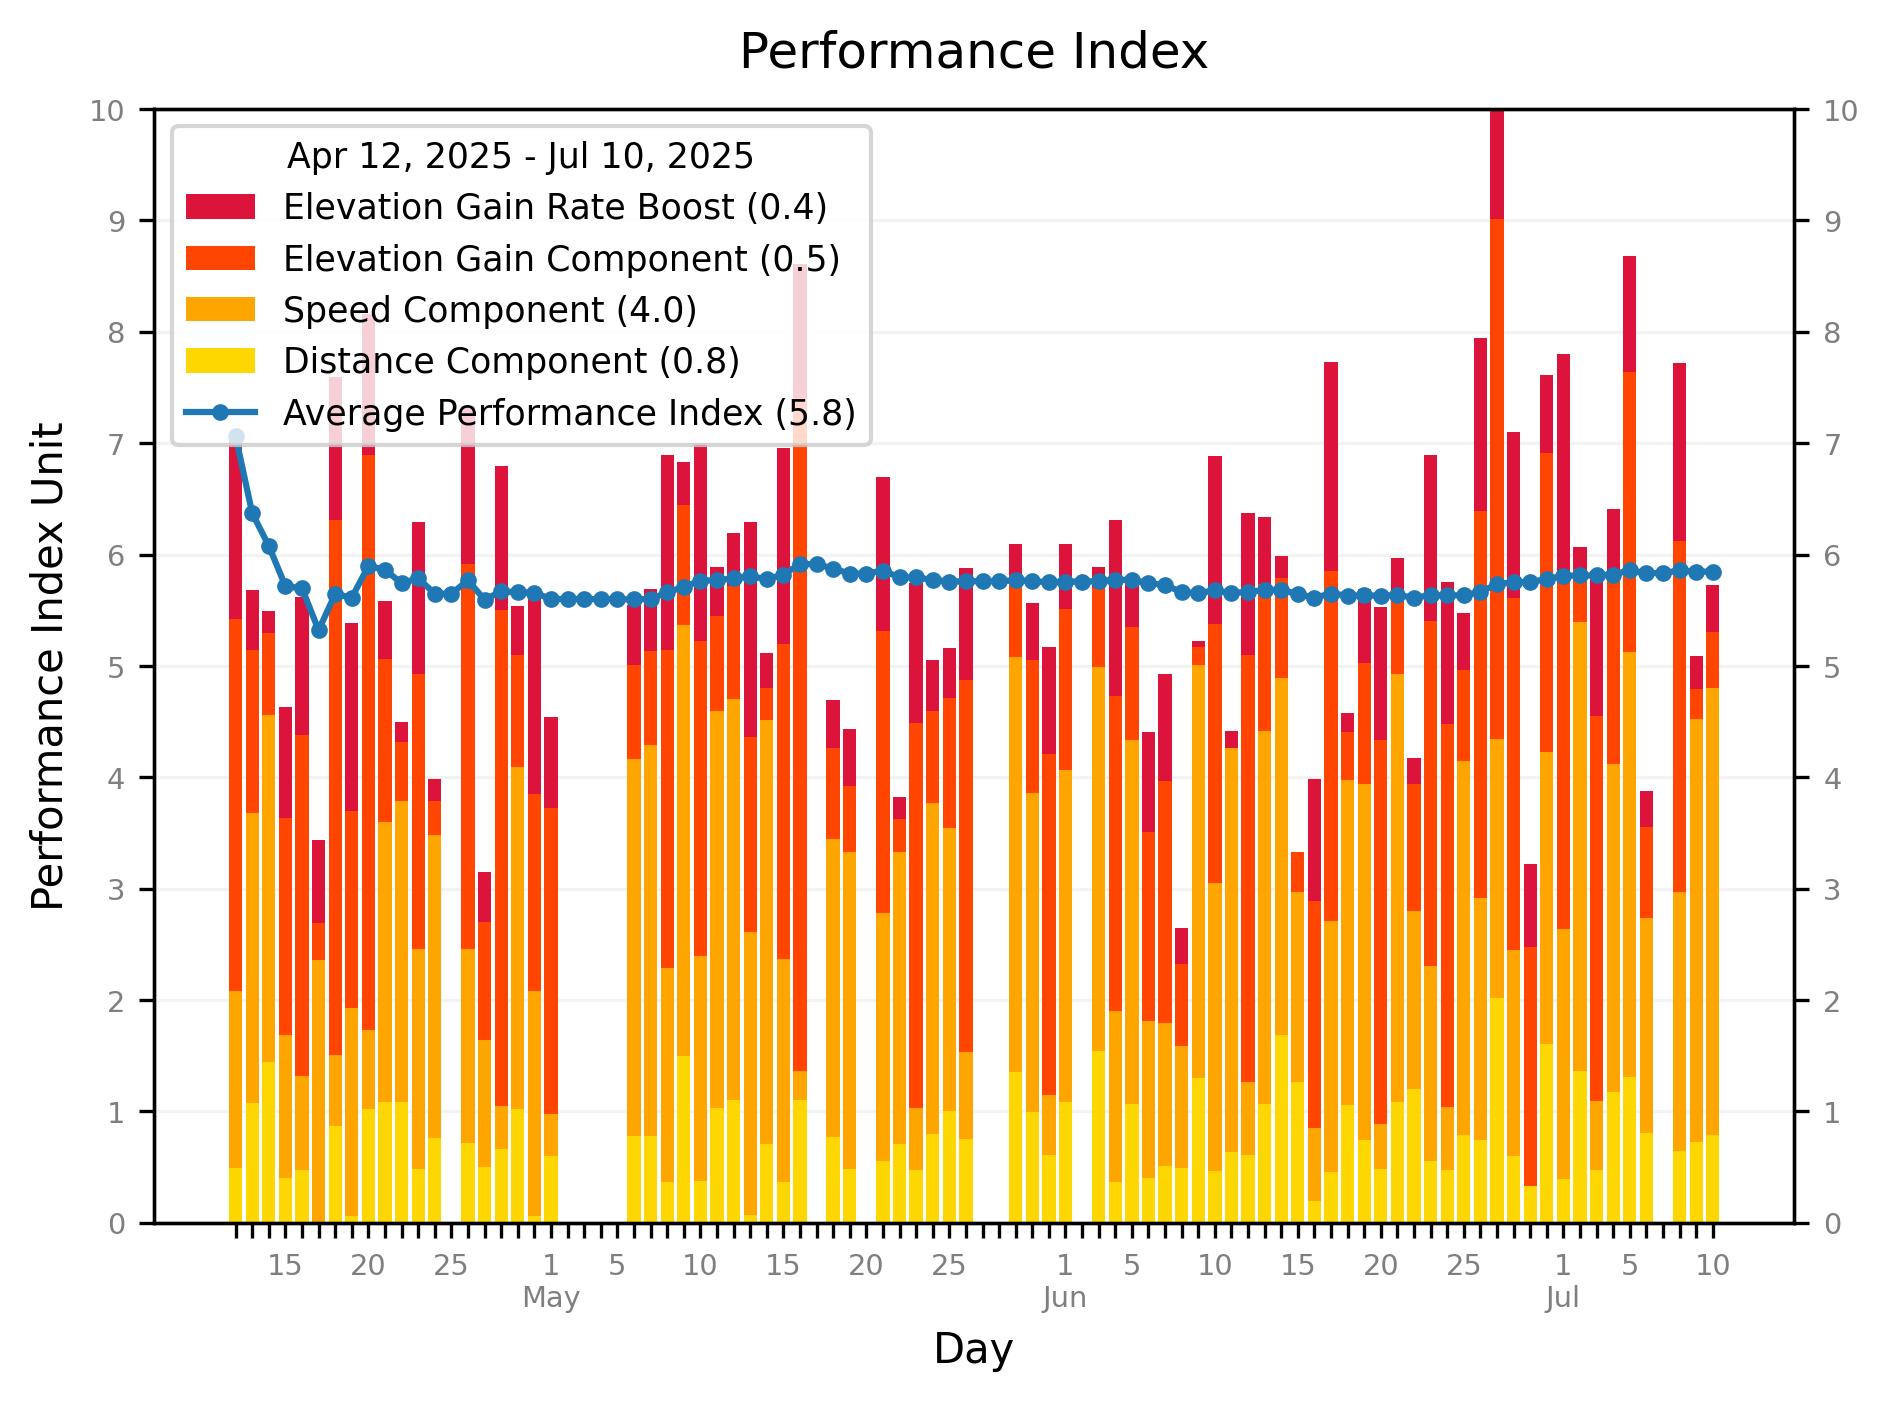 Performance Index
Apr 12, 2025 - Jul 10, 2025
Elevation Gain Rate Boost (0.4)
Elevation Gain Component (0.5)
Speed Component (4.0)
Distance Component (0.8)
Average Performance Index (5.8)
Performance Index Unit
10
9
8
7
6
5
4
3
2
1
0
10
9
8
7
6
5
4
3
2
1
0
15 20 25 1 5 10 15 20 25 1 5 10 15 20 25 1 5 10
May Jun Jul
Day